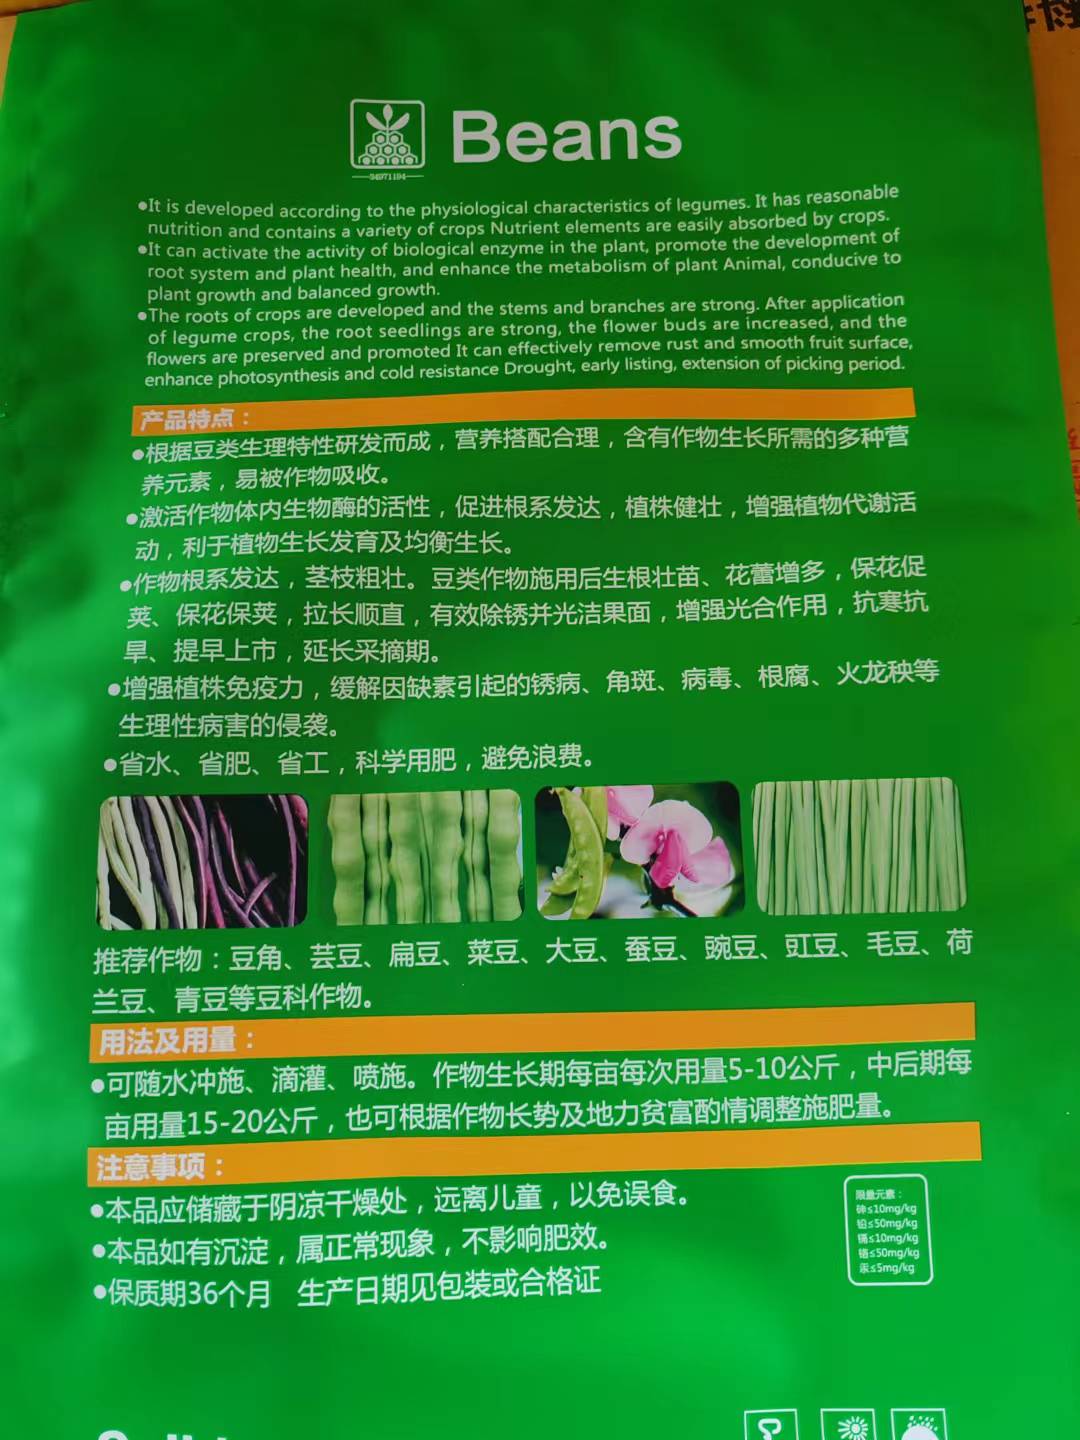 Beans
34971194
●It is developed according to the physiological characteristics of legumes. It has reasonable
nutrition and contains a variety of crops Nutrient elements are easily absorbed by crops.
●It can activate the activity of biological enzyme in the plant, promote the development of
root system and plant health, and enhance the metabolism of plant Animal, conducive to
plant growth and balanced growth.
●The roots of crops are developed and the stems and branches are strong. After application
of legume crops, the root seedlings are strong, the flower buds are increased, and the
flowers are preserved and promoted It can effectively remove rust and smooth fruit surface,
enhance photosynthesis and cold resistance Drought, early listing, extension of picking period.
产品特点：
●根据豆类生理特性研发而成，营养搭配合理，含有作物生长所需的多种营
养元素，易被作物吸收。
●激活作物体内生物酶的活性，促进根系发达，植株健壮，增强植物代谢活
动，利于植物生长发育及均衡生长。
●作物根系发达，茎枝粗壮。豆类作物施用后生根壮苗、花蕾增多，保花促
荚、保花保荚，拉长顺直，有效除锈并光洁果面，增强光合作用，抗寒抗
旱、提早上市，延长采摘期。
●增强植株免疫力，缓解因缺素引起的锈病、角斑、病毒、根腐、火龙秧等
生理性病害的侵袭。
●省水、省肥、省工，科学用肥，避免浪费。
推荐作物：豆角、芸豆、扁豆、菜豆、大豆、蚕豆、豌豆、豇豆、毛豆、荷
兰豆、青豆等豆科作物。
用法及用量：
●可随水冲施、滴灌、喷施。作物生长期每亩每次用量5-10公斤，中后期每
亩用量15-20公斤，也可根据作物长势及地力贫富酌情调整施肥量。
注意事项：
●本品应储藏于阴凉干燥处，远离儿童，以免误食。
●本品如有沉淀，属正常现象，不影响肥效。
●保质期36个月 生产日期见包装或合格证
限量元素：
砷≤10mg/kg
铅≤50mg/kg
镉≤10mg/kg
铬≤50mg/kg
汞≤5mg/kg